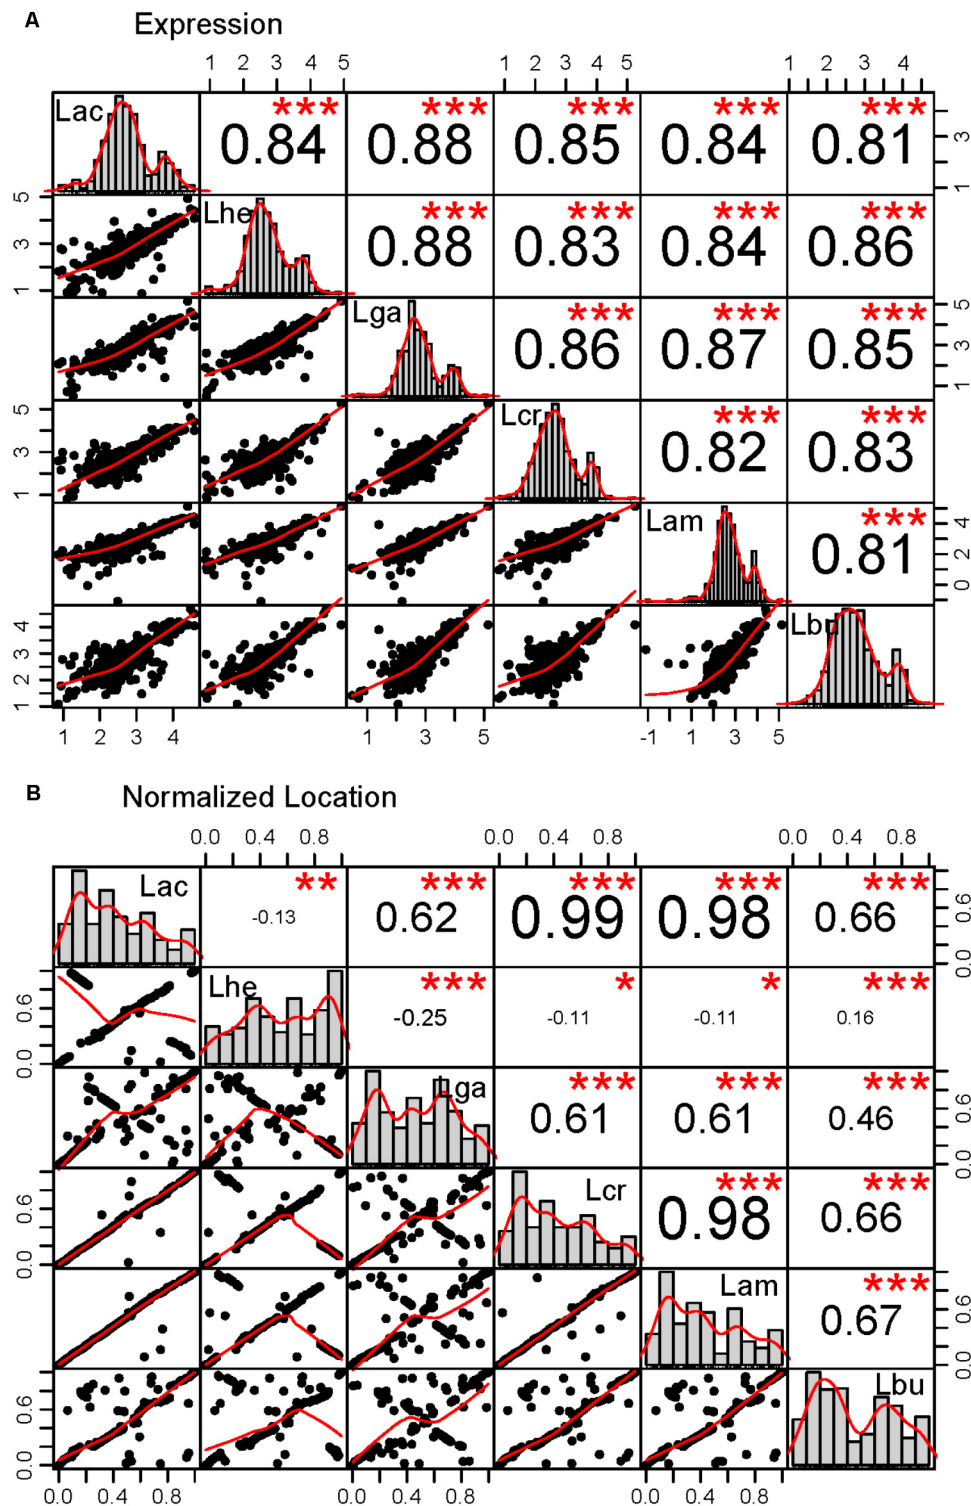 A
Expression
1 2 3 4 5
1 2 3 4 5
1 2 3 4
Lac
*** 0.84
*** 0.88
*** 0.85
*** 0.84
*** 0.81
1 3
1 3 5
Lhe
*** 0.88
*** 0.83
*** 0.84
*** 0.86
Lga
*** 0.86
*** 0.87
*** 0.85
1 3 5
1 3 5
Lcr
*** 0.82
*** 0.83
Lam
*** 0.81
0 2 4
1 2 3 4
Lbu
1 2 3 4
1 3 5
-1 1 3 5
B
Normalized Location
0.0 0.4 0.8
0.0 0.4 0.8
0.0 0.4 0.8
Lac
** -0.13
*** 0.62
*** 0.99
*** 0.98
*** 0.66
0.0 0.6
0.0 0.6
Lhe
*** -0.25
* -0.11
* -0.11
*** 0.16
ga
*** 0.61
*** 0.61
*** 0.46
0.0 0.6
0.0 0.6
Lcr
*** 0.98
*** 0.66
Lam
*** 0.67
0.0 0.6
0.0 0.6
Lbu
0.0 0.4 0.8
0.0 0.4 0.8
0.0 0.4 0.8